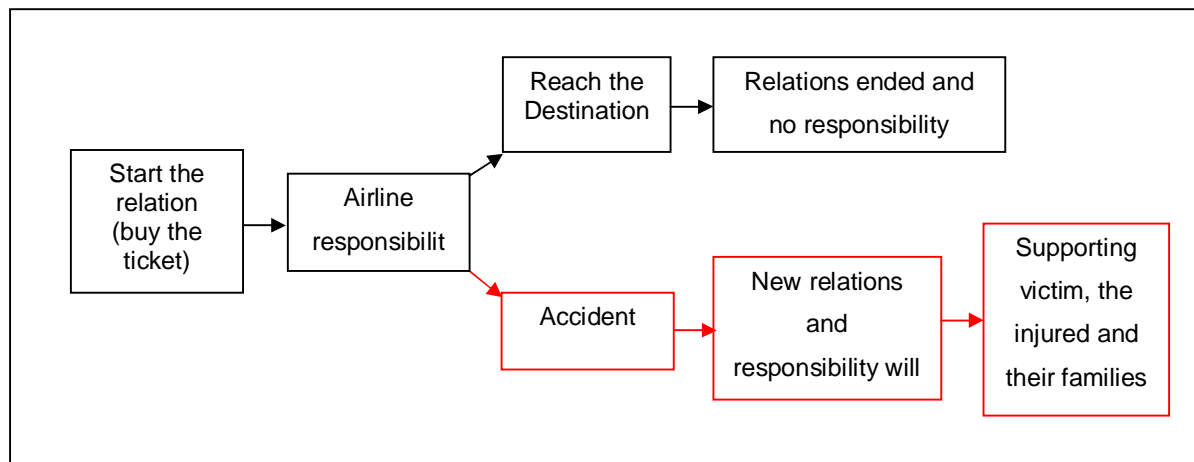 Start the
relation
(buy the
ticket)
Airline
responsibilit
Reach the
Destination
Relations ended and
no responsibility
Accident
New relations
and
responsibility will
Supporting
victim, the
injured and
their families